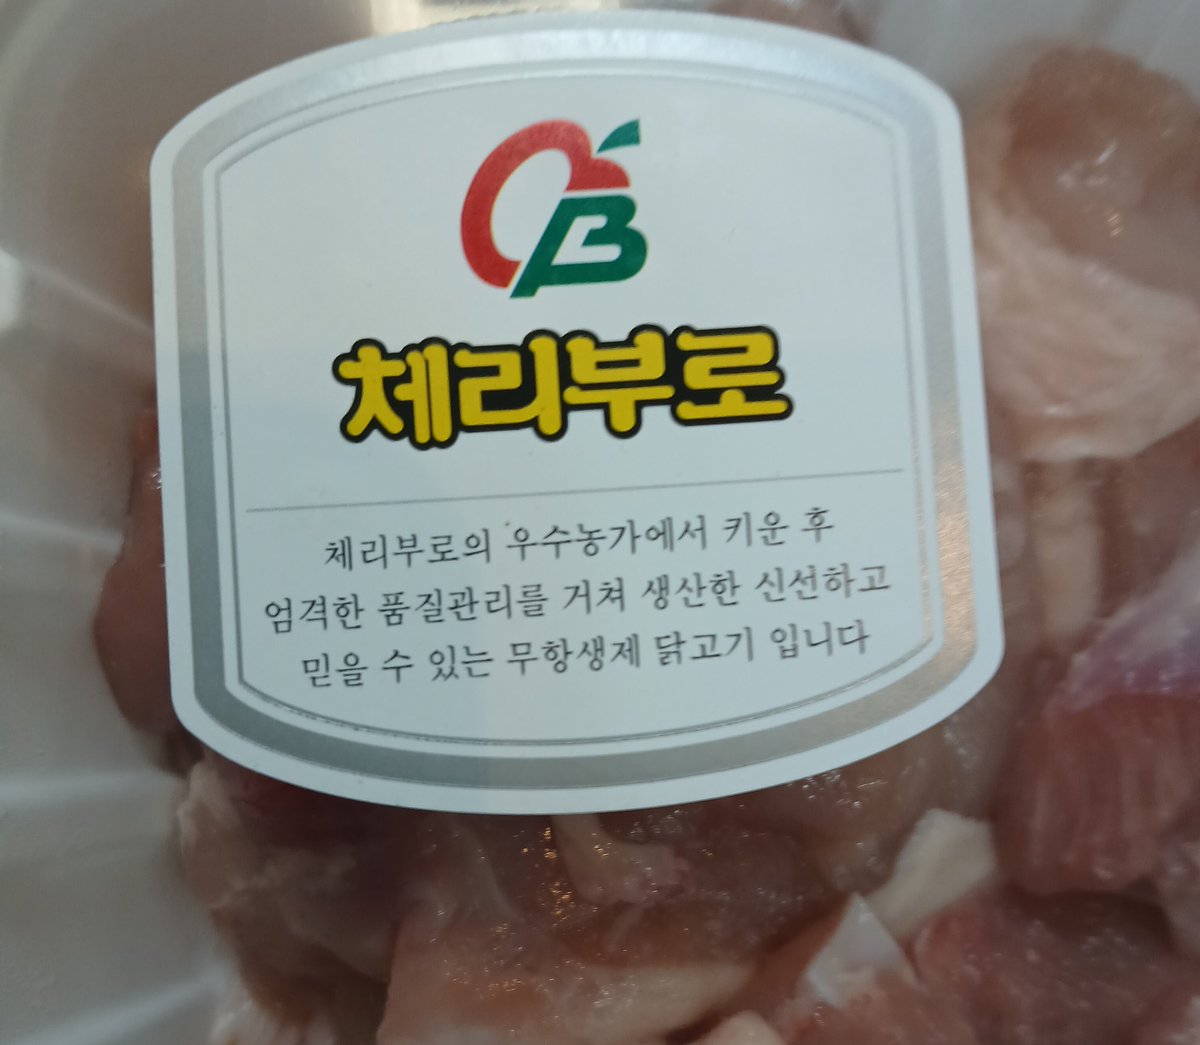 CB
체리부로
체리부로의 우수농가에서 키운 후
엄격한 품질관리를 거쳐 생산한 신선하고
믿을 수 있는 무항생제 닭고기 입니다